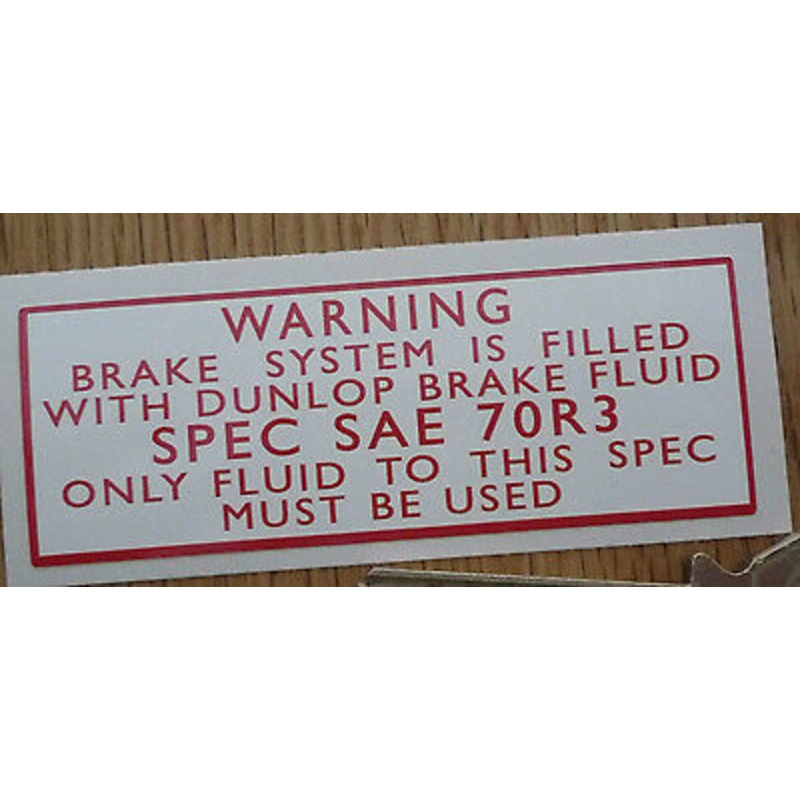 WARNING
BRAKE SYSTEM IS FILLED
WITH DUNLOP BRAKE FLUID
SPEC SAE 70R3
ONLY FLUID TO THIS SPEC
MUST BE USED